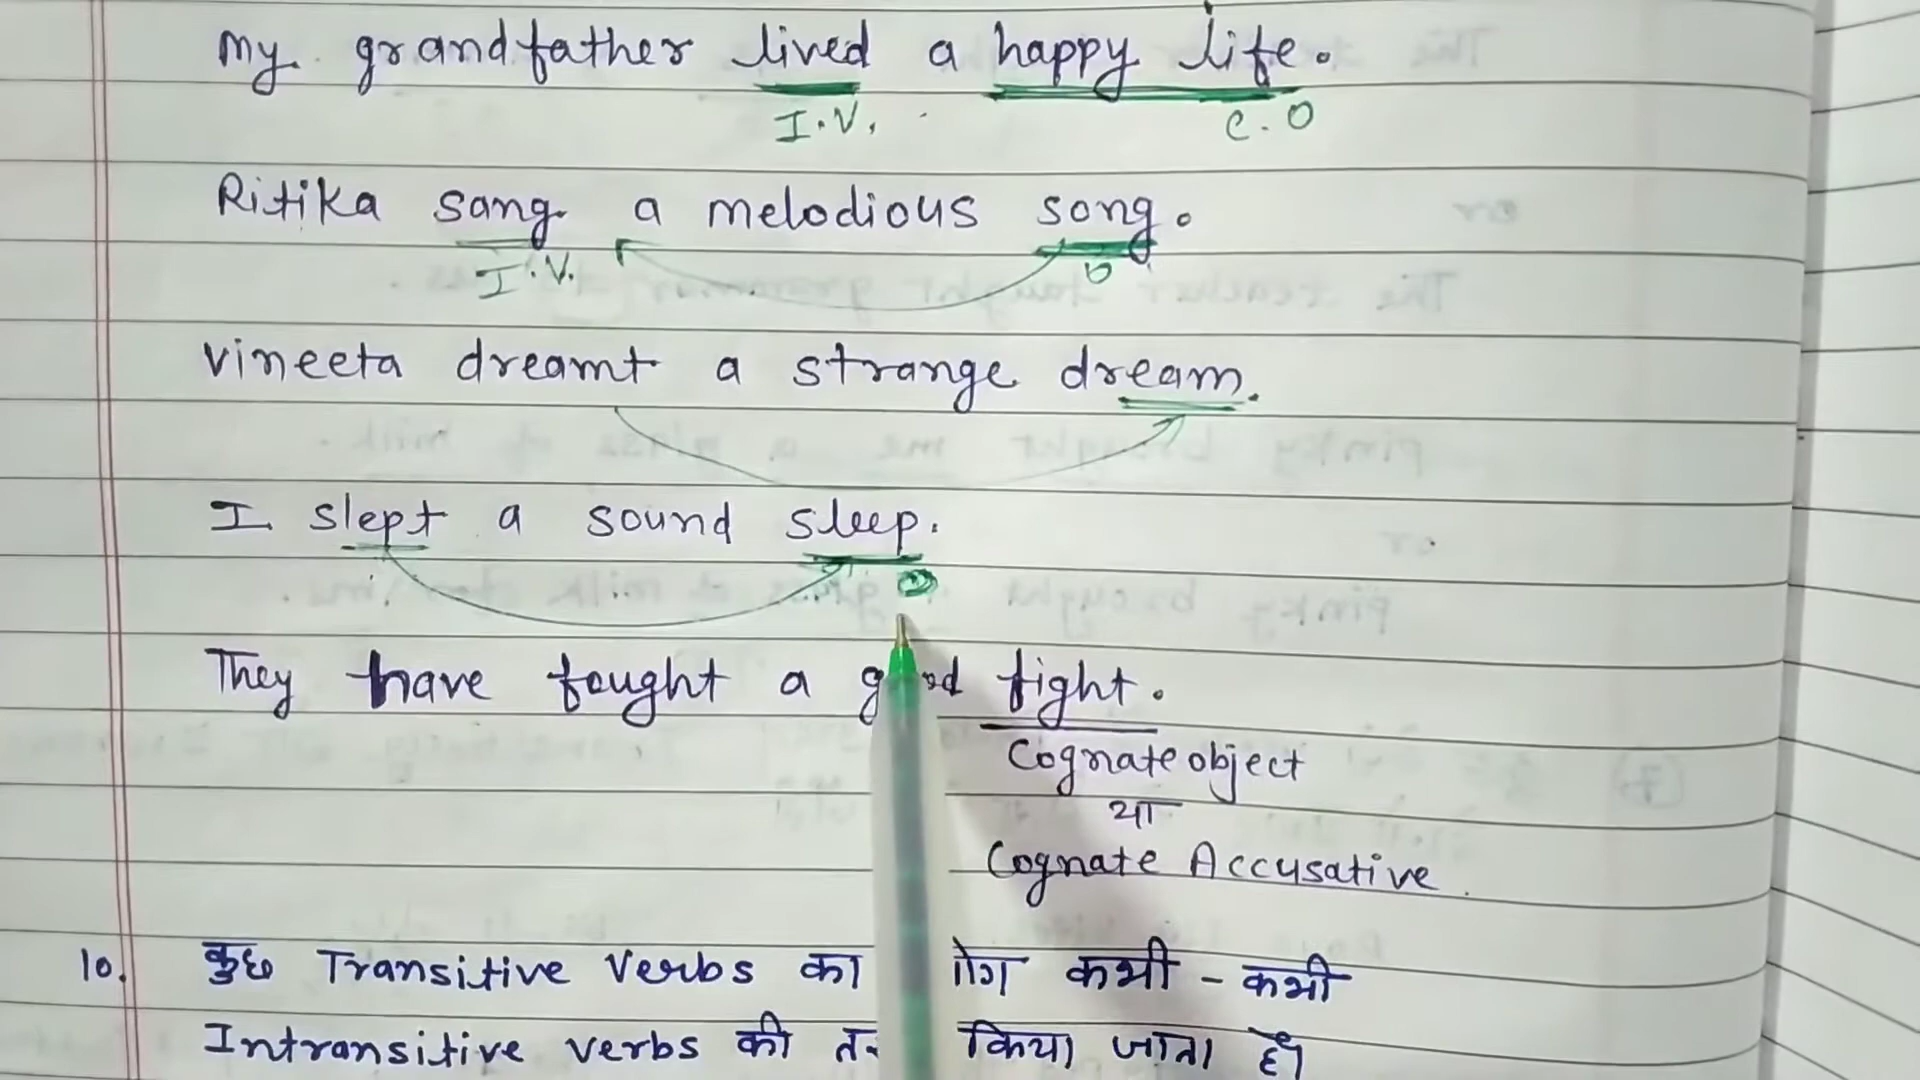 My grandfather lived a happy life.
I.V. C.O
Ritika sang a melodious song.
I.V. O
Vineeta dreamt a strange dream.
I slept a sound sleep.
They have fought a fight.
Cognate object
या
Cognate Accusative.
10. कुछ Transitive Verbs का कभी - कभी
Intransitive verbs की किया जाता है।